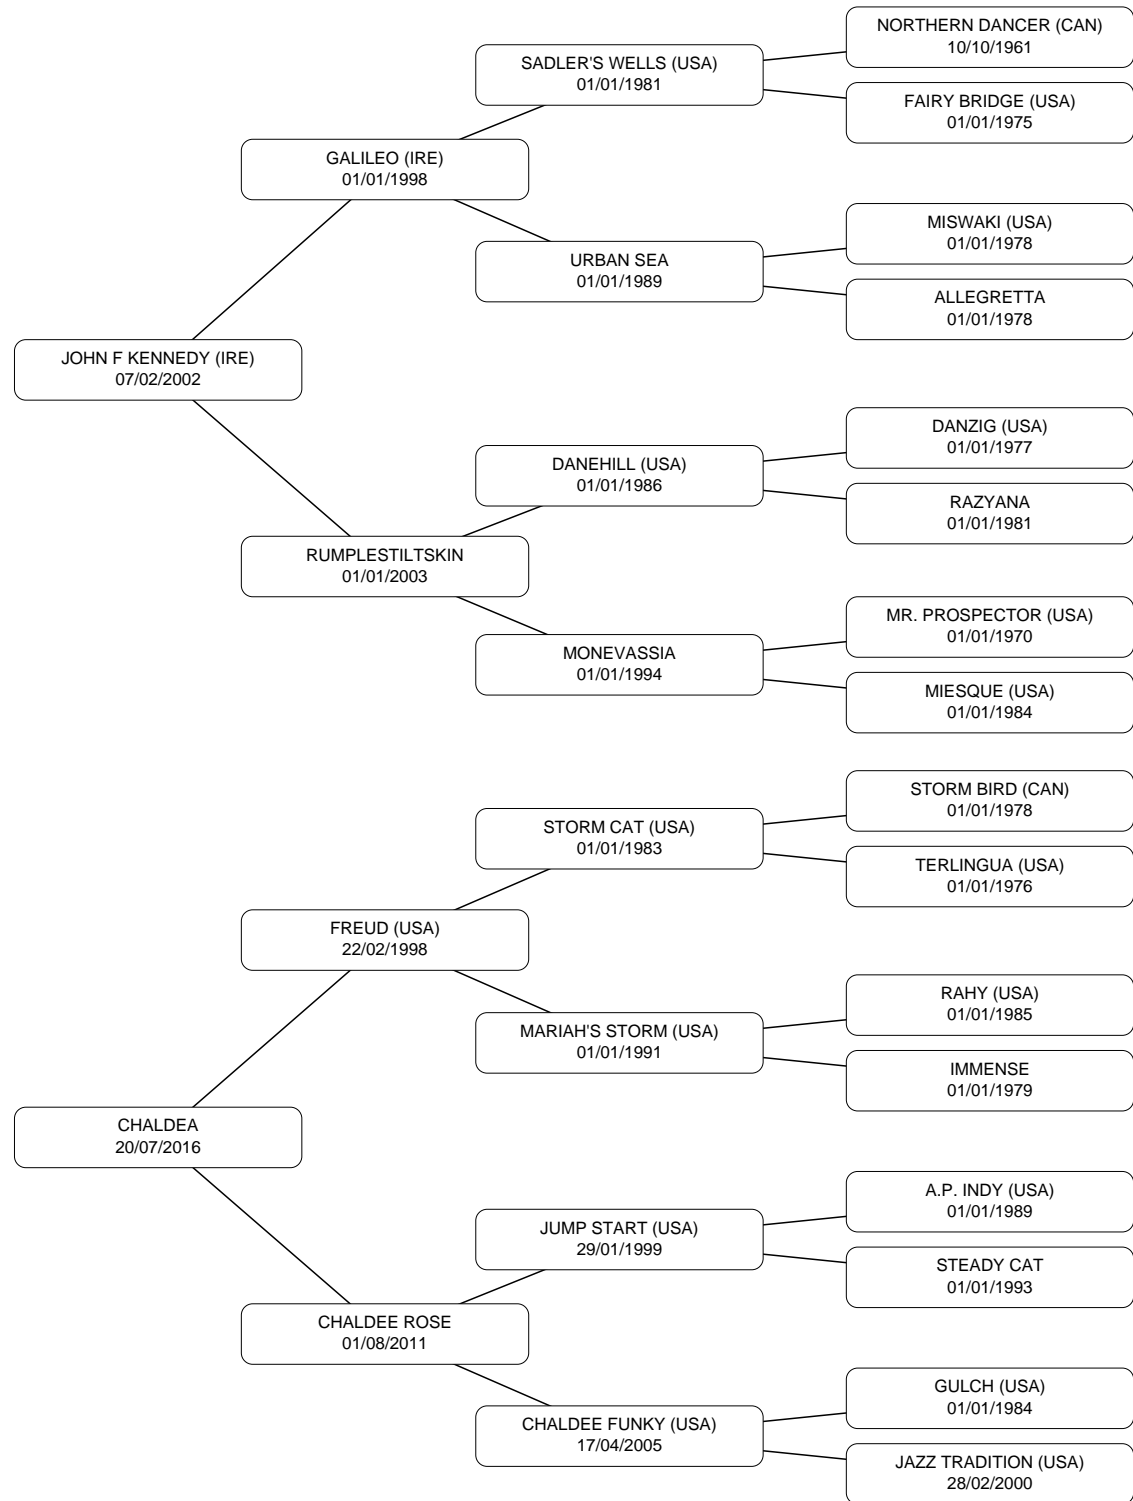 NORTHERN DANCER (CAN)
10/10/1961
SADLER'S WELLS (USA)
01/01/1981
FAIRY BRIDGE (USA)
01/01/1975
GALILEO (IRE)
01/01/1998
MISWAKI (USA)
01/01/1978
URBAN SEA
01/01/1989
ALLEGRETTA
01/01/1978
JOHN F KENNEDY (IRE)
07/02/2002
DANZIG (USA)
01/01/1977
DANEHILL (USA)
01/01/1986
RAZYANA
01/01/1981
RUMPLESTILTSKIN
01/01/2003
MR. PROSPECTOR (USA)
01/01/1970
MONEVASSIA
01/01/1994
MIESQUE (USA)
01/01/1984
STORM BIRD (CAN)
01/01/1978
STORM CAT (USA)
01/01/1983
TERLINGUA (USA)
01/01/1976
FREUD (USA)
22/02/1998
RAHY (USA)
01/01/1985
MARIAH'S STORM (USA)
01/01/1991
IMMENSE
01/01/1979
CHALDEA
20/07/2016
A.P. INDY (USA)
01/01/1989
JUMP START (USA)
29/01/1999
STEADY CAT
01/01/1993
CHALDEE ROSE
01/08/2011
GULCH (USA)
01/01/1984
CHALDEE FUNKY (USA)
17/04/2005
JAZZ TRADITION (USA)
28/02/2000